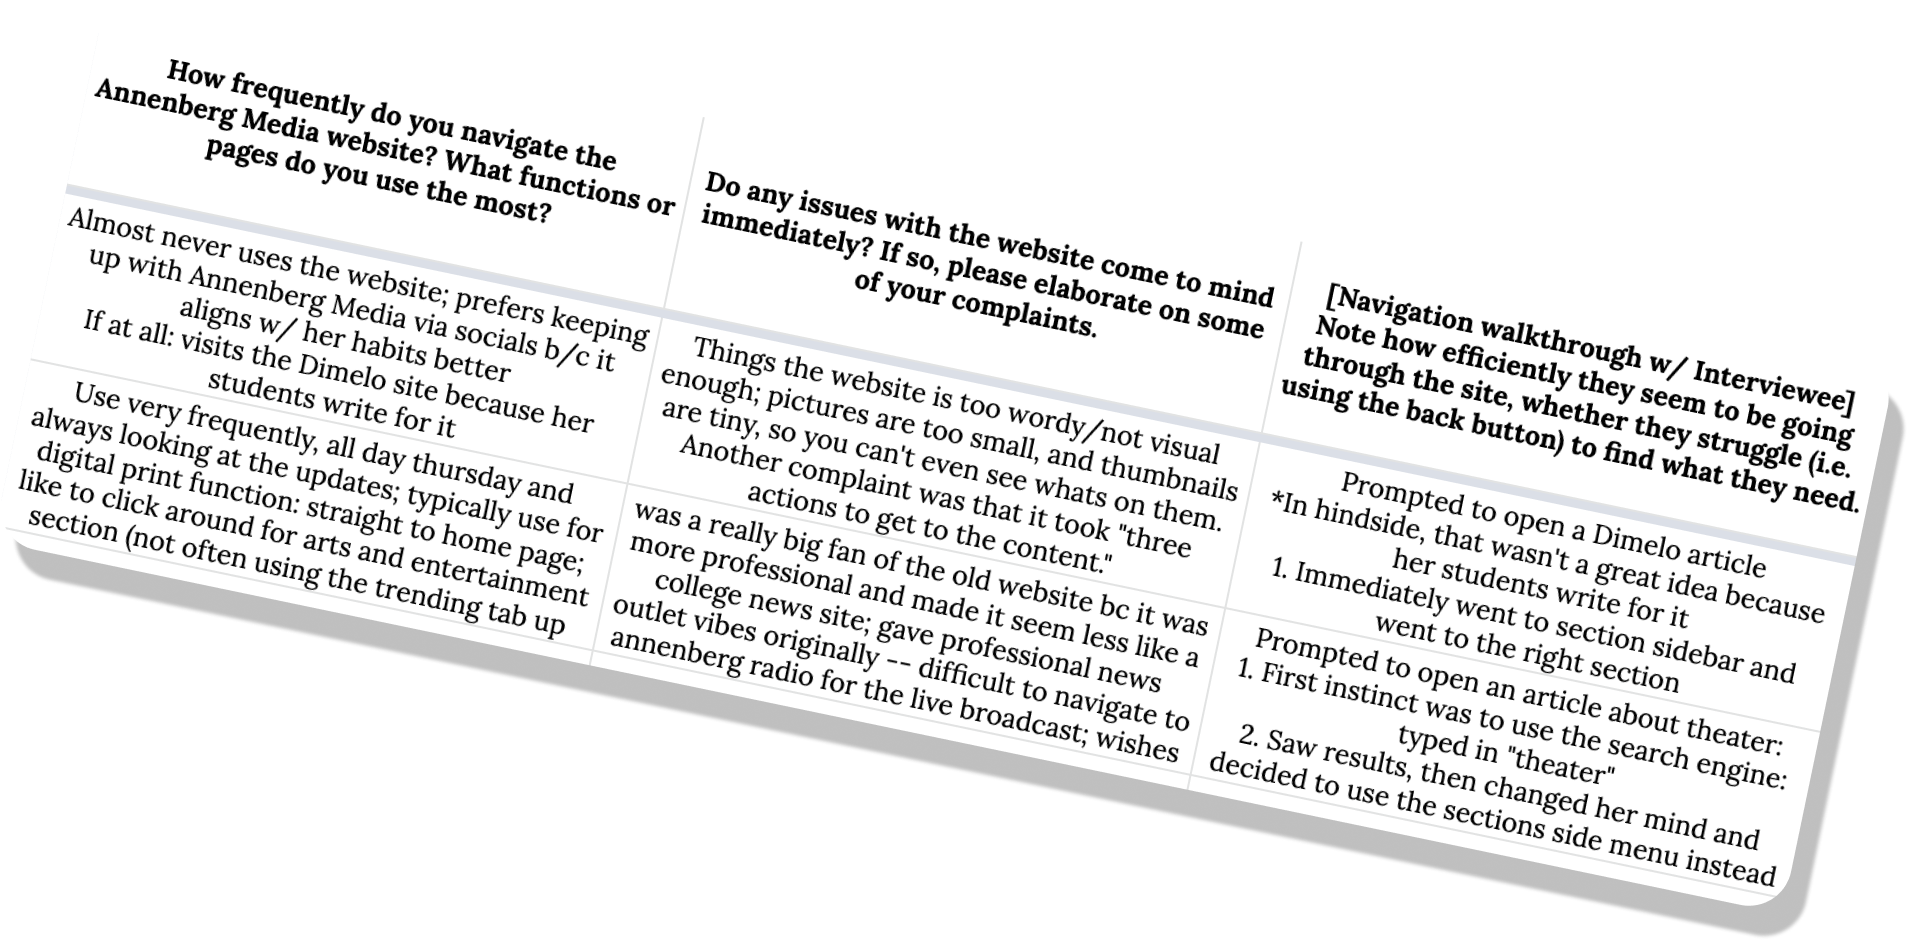 How frequently do you navigate the
Annenberg Media website? What functions or
pages do you use the most?
Do any issues with the website come to mind
immediately? If so, please elaborate on some
of your complaints.
[Navigation walkthrough w/ Interviewee]
Note how efficiently they seem to be going
through the site, whether they struggle (i.e.
using the back button) to find what they need.
Almost never uses the website; prefers keeping
up with Annenberg Media via socials b/c it
aligns w/ her habits better
If at all: visits the Dimelo site because her
students write for it
Things the website is too wordy/not visual
enough; pictures are too small, and thumbnails
are tiny, so you can't even see whats on them.
Another complaint was that it took "three
actions to get to the content."
Prompted to open a Dimelo article
*In hindside, that wasn't a great idea because
her students write for it
1. Immediately went to section sidebar and
went to the right section
Use very frequently, all day thursday and
always looking at the updates; typically use for
digital print function: straight to home page;
like to click around for arts and entertainment
section (not often using the trending tab up
was a really big fan of the old website bc it was
more professional and made it seem less like a
college news site; gave professional news
outlet vibes originally -- difficult to navigate to
annenberg radio for the live broadcast; wishes
Prompted to open an article about theater:
1. First instinct was to use the search engine:
typed in "theater"
2. Saw results, then changed her mind and
decided to use the sections side menu instead